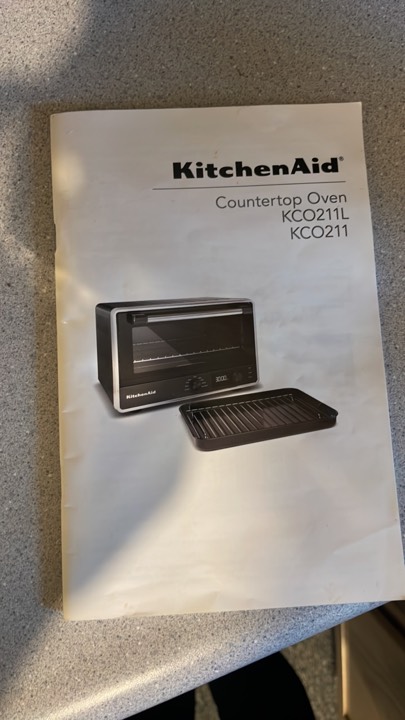 KitchenAid®
Countertop Oven
KCO211L
KCO211
KitchenAid